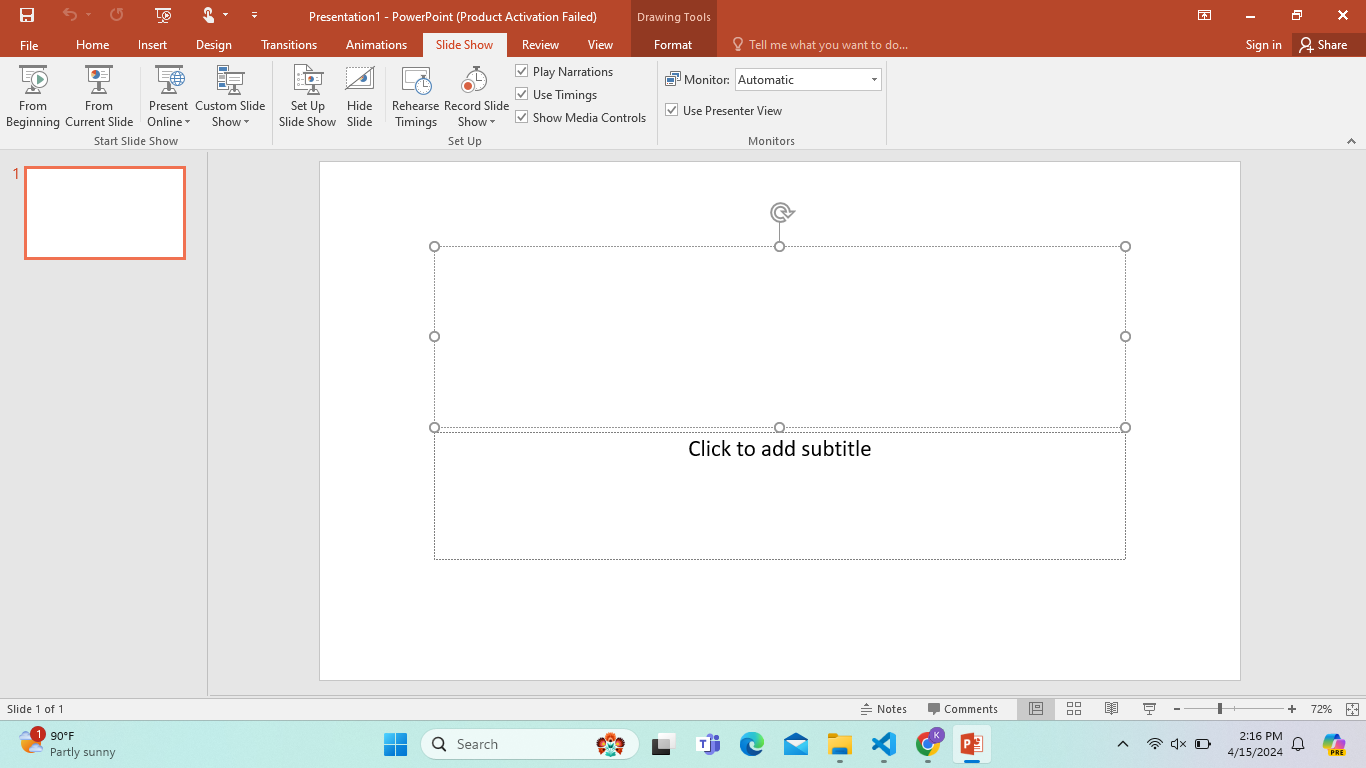 Presentation1 - PowerPoint (Product Activation Failed)
Drawing Tools
File Home Insert Design Transitions Animations Slide Show Review View Format Tell me what you want to do... Sign in Share
From Beginning
From Current Slide
Present Online
Custom Slide Show
Start Slide Show
Set Up Slide Show
Hide Slide
Rehearse Timings
Record Slide Show
Play Narrations
Use Timings
Show Media Controls
Set Up
Monitor: Automatic
Use Presenter View
Monitors
1
Click to add subtitle
Slide 1 of 1
Notes Comments 72%
1
90°F
Partly sunny
Search
K
2:16 PM
4/15/2024
PRE